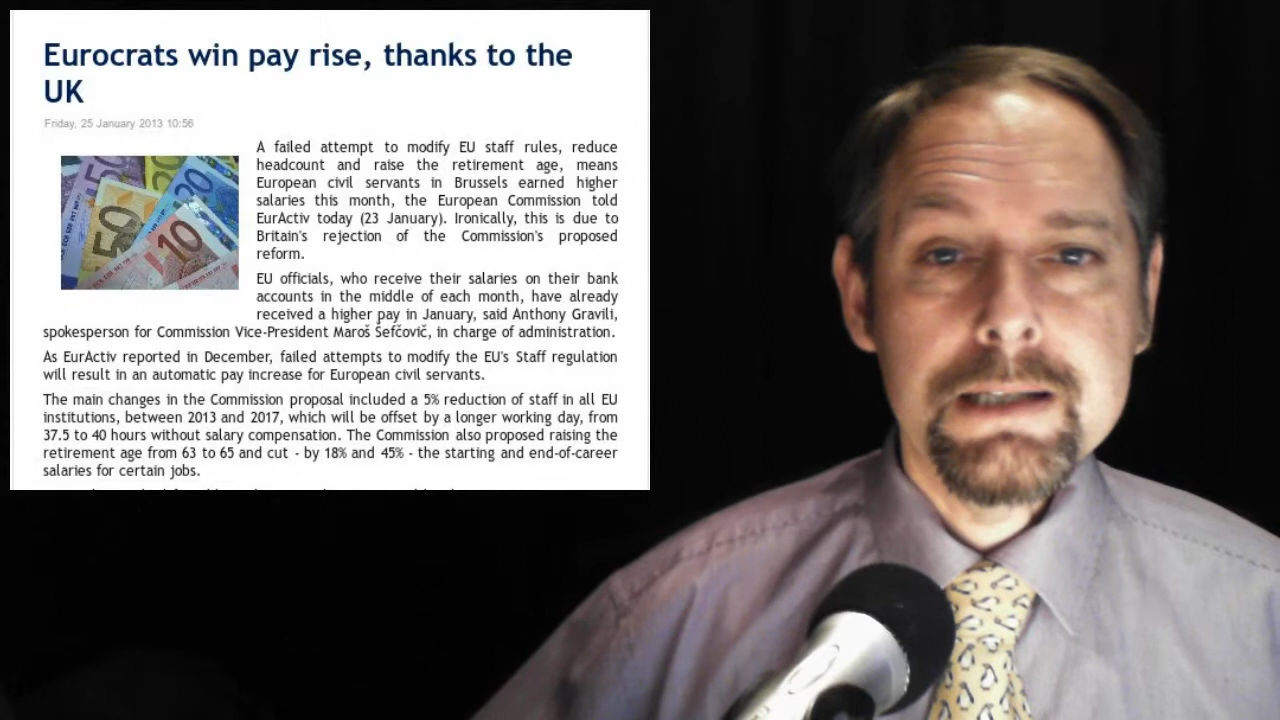 Eurocrats win pay rise, thanks to the
UK
Friday, 25 January 2013 10:56
A failed attempt to modify EU staff rules, reduce
headcount and raise the retirement age, means
European civil servants in Brussels earned higher
salaries this month, the European Commission told
EurActiv today (23 January). Ironically, this is due to
Britain's rejection of the Commission's proposed
reform.
EU officials, who receive their salaries on their bank
accounts in the middle of each month, have already
received a higher pay in January, said Anthony Gravili,
spokesperson for Commission Vice-President Maroš Šefčovič, in charge of administration.
As EurActiv reported in December, failed attempts to modify the EU's Staff regulation
will result in an automatic pay increase for European civil servants.
The main changes in the Commission proposal included a 5% reduction of staff in all EU
institutions, between 2013 and 2017, which will be offset by a longer working day, from
37.5 to 40 hours without salary compensation. The Commission also proposed raising the
retirement age from 63 to 65 and cut - by 18% and 45% - the starting and end-of-career
salaries for certain jobs.
50
20
50
10